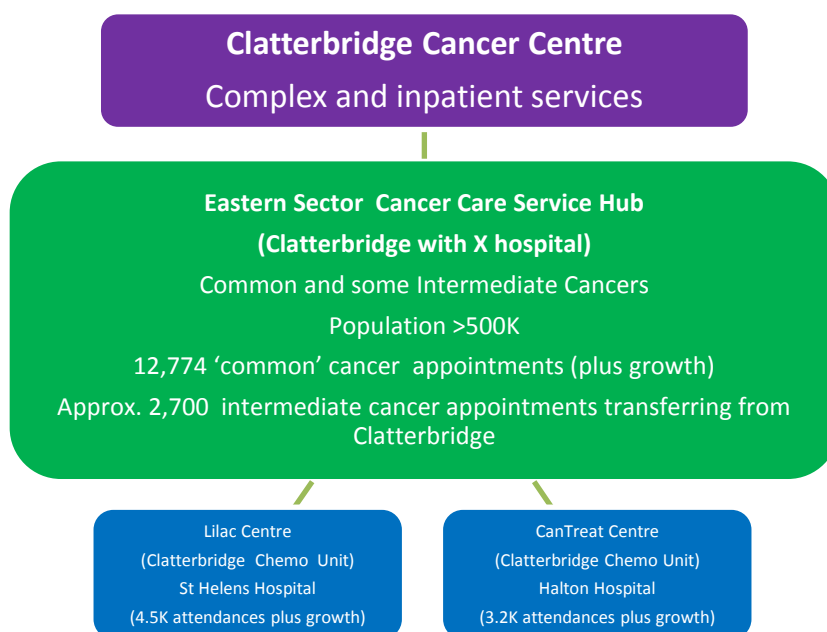 Clatterbridge Cancer Centre
Complex and inpatient services
Eastern Sector Cancer Care Service Hub
(Clatterbridge with X hospital)
Common and some Intermediate Cancers
Population >500K
12,774 ‘common’ cancer appointments (plus growth)
Approx. 2,700 intermediate cancer appointments transferring from
Clatterbridge
Lilac Centre
(Clatterbridge Chemo Unit)
St Helens Hospital
(4.5K attendances plus growth)
CanTreat Centre
(Clatterbridge Chemo Unit)
Halton Hospital
(3.2K attendances plus growth)